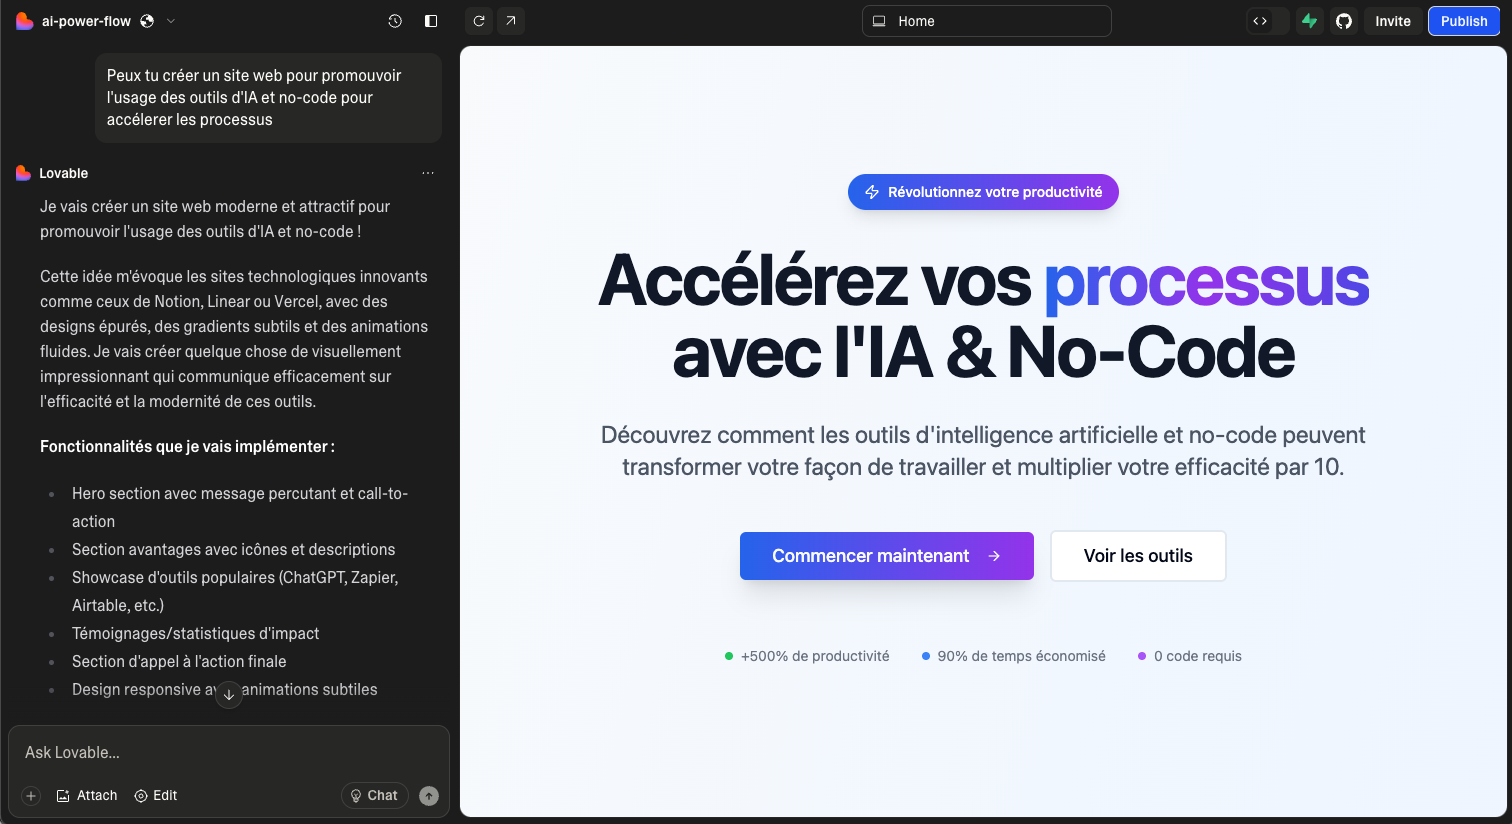 ai-power-flow
Home
Invite
Publish
Peux tu créer un site web pour promouvoir
l'usage des outils d'IA et no-code pour
accélerer les processus
Lovable
Je vais créer un site web moderne et attractif pour
promouvoir l'usage des outils d'IA et no-code !
Cette idée m'évoque les sites technologiques innovants
comme ceux de Notion, Linear ou Vercel, avec des
designs épurés, des gradients subtils et des animations
fluides. Je vais créer quelque chose de visuellement
impressionnant qui communique efficacement sur
l'efficacité et la modernité de ces outils.
Fonctionnalités que je vais implémenter :
Hero section avec message percutant et call-to-
action
Section avantages avec icônes et descriptions
Showcase d'outils populaires (ChatGPT, Zapier,
Airtable, etc.)
Témoignages/statistiques d'impact
Section d'appel à l'action finale
Design responsive animations subtiles
Ask Lovable...
Attach
Edit
Chat
Révolutionnez votre productivité
Accélérez vos processus
avec l'IA & No-Code
Découvrez comment les outils d'intelligence artificielle et no-code peuvent
transformer votre façon de travailler et multiplier votre efficacité par 10.
Commencer maintenant →
Voir les outils
+500% de productivité
90% de temps économisé
0 code requis